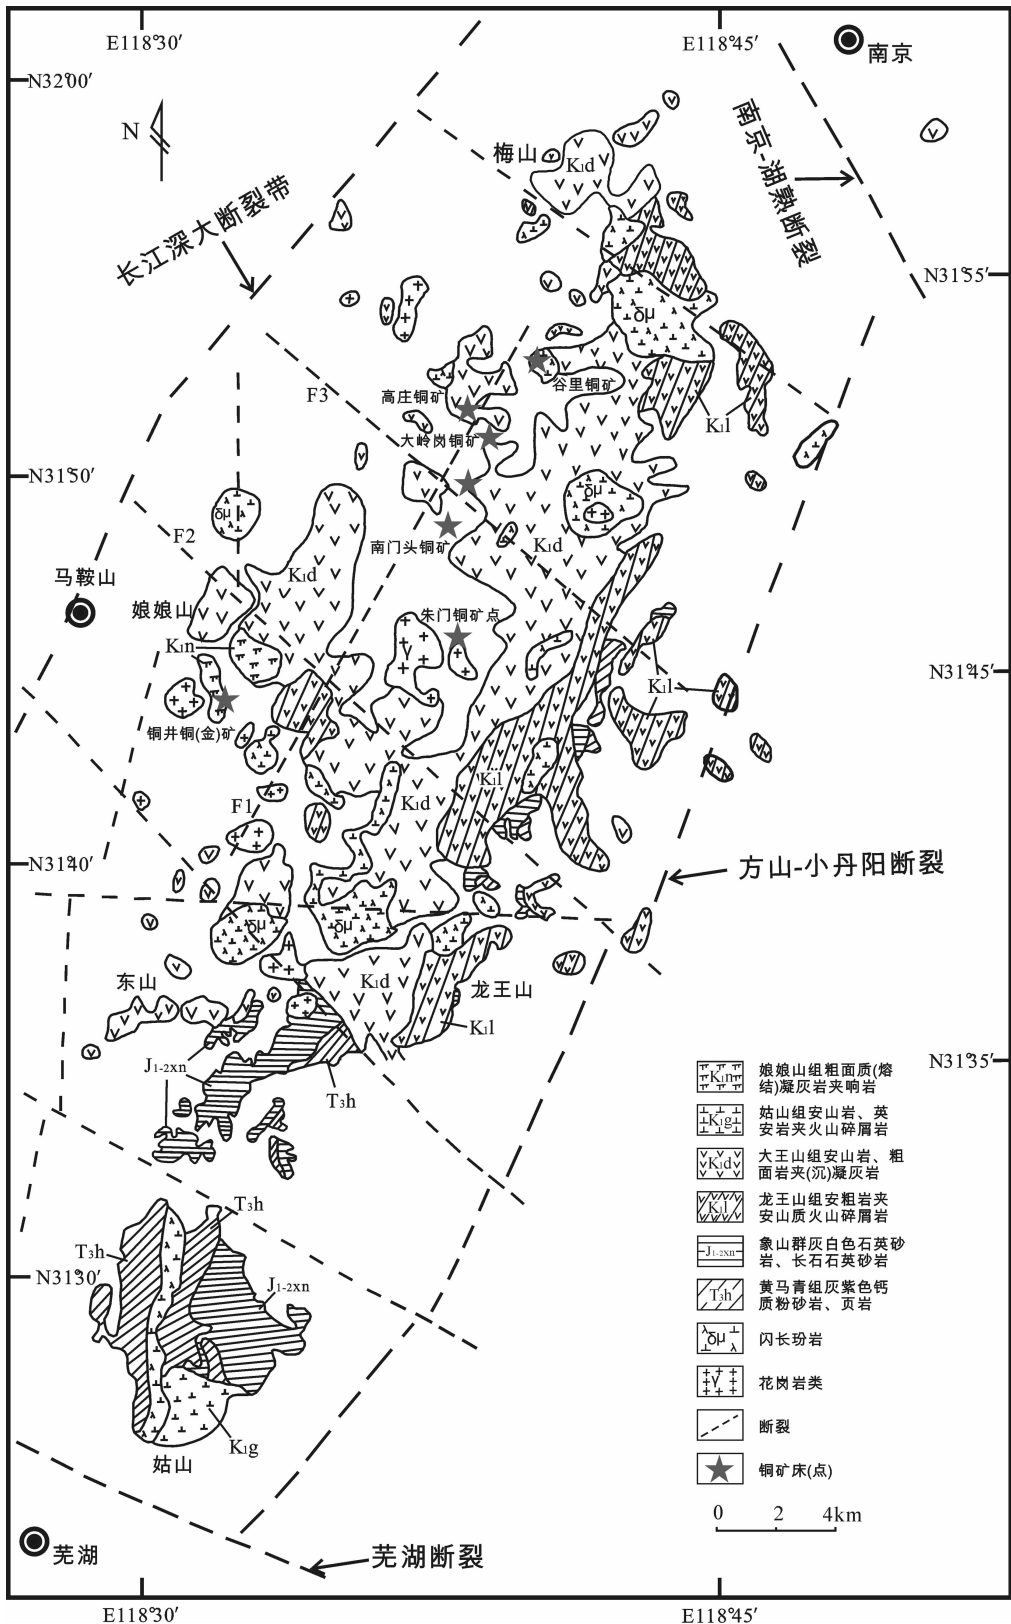 E118°30′
E118°45′
南京
N32°00′
N
梅山
K₁d
南京-湖熟断裂
长江深大断裂带
N31°55′
δμ
F3
高庄铜矿
谷里铜矿
K₁l
大岭岗铜矿
N31°50′
δμ
δμ
F2
南门头铜矿
K₁d
K₁d
马鞍山
娘娘山
朱门铜矿点
K₁n
γ
N31°45′
K₁l
铜井铜(金)矿
K₁l
F1
K₁d
N31°40′
方山-小丹阳断裂
δμ
δμ
东山
K₁d
龙王山
K₁l
J₁₋₂xn
T₃h
N31°35′
K₁n
娘娘山组粗面质(熔
结)凝灰岩夹响岩
K₁g
姑山组安山岩、英
安岩夹火山碎屑岩
K₁d
大王山组安山岩、粗
面岩夹(沉)凝灰岩
K₁l
龙王山组安粗岩夹
安山质火山碎屑岩
J₁₋₂xn
象山群灰白色石英砂
岩、长石石英砂岩
T₃h
黄马青组灰紫色钙
质粉砂岩、页岩
δμ
闪长玢岩
γ
花岗岩类
断裂
铜矿床(点)
0 2 4km
T₃h
T₃h
J₁₋₂xn
N31°30′
K₁g
姑山
芜湖
芜湖断裂
E118°30′
E118°45′